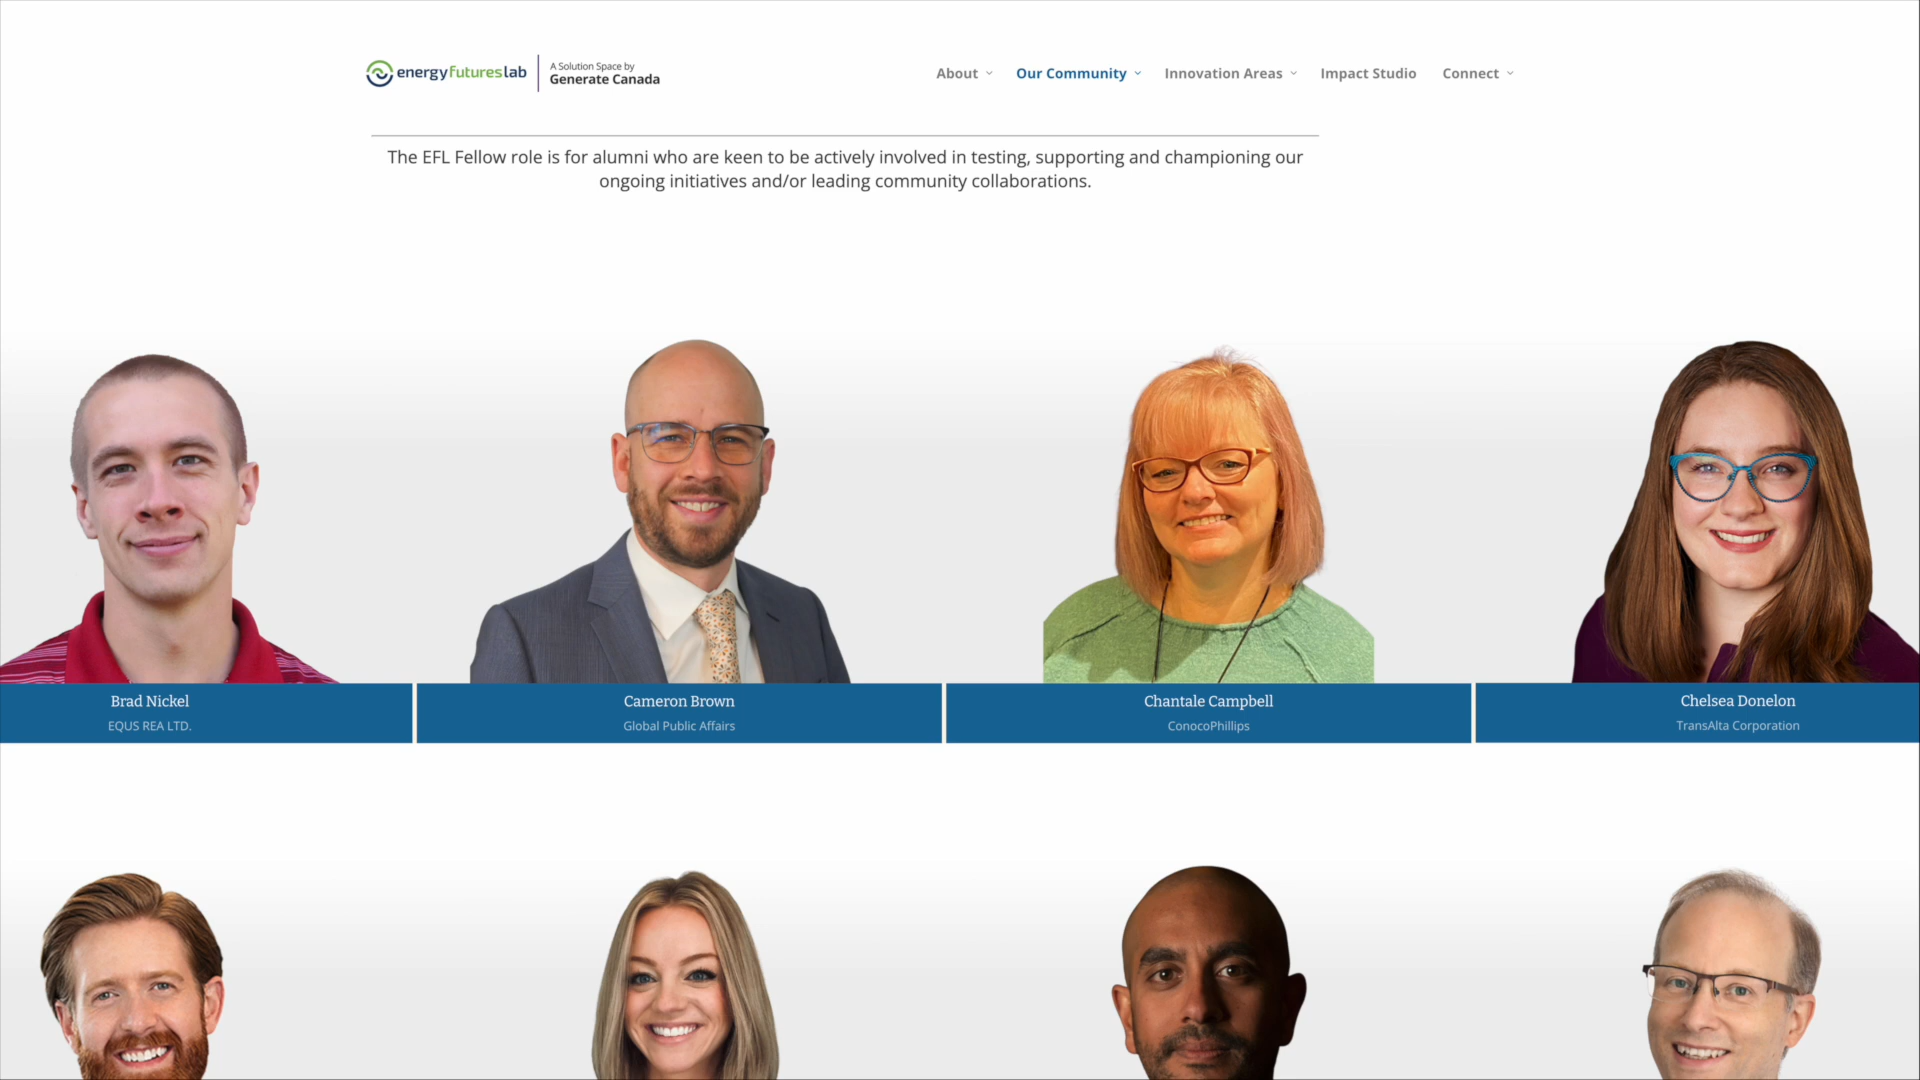 energyfutureslab
A Solution Space by
Generate Canada
About
Our Community
Innovation Areas
Impact Studio
Connect
The EFL Fellow role is for alumni who are keen to be actively involved in testing, supporting and championing our
ongoing initiatives and/or leading community collaborations.
Brad Nickel
EQUS REA LTD.
Cameron Brown
Global Public Affairs
Chantale Campbell
ConocoPhillips
Chelsea Donelon
TransAlta Corporation